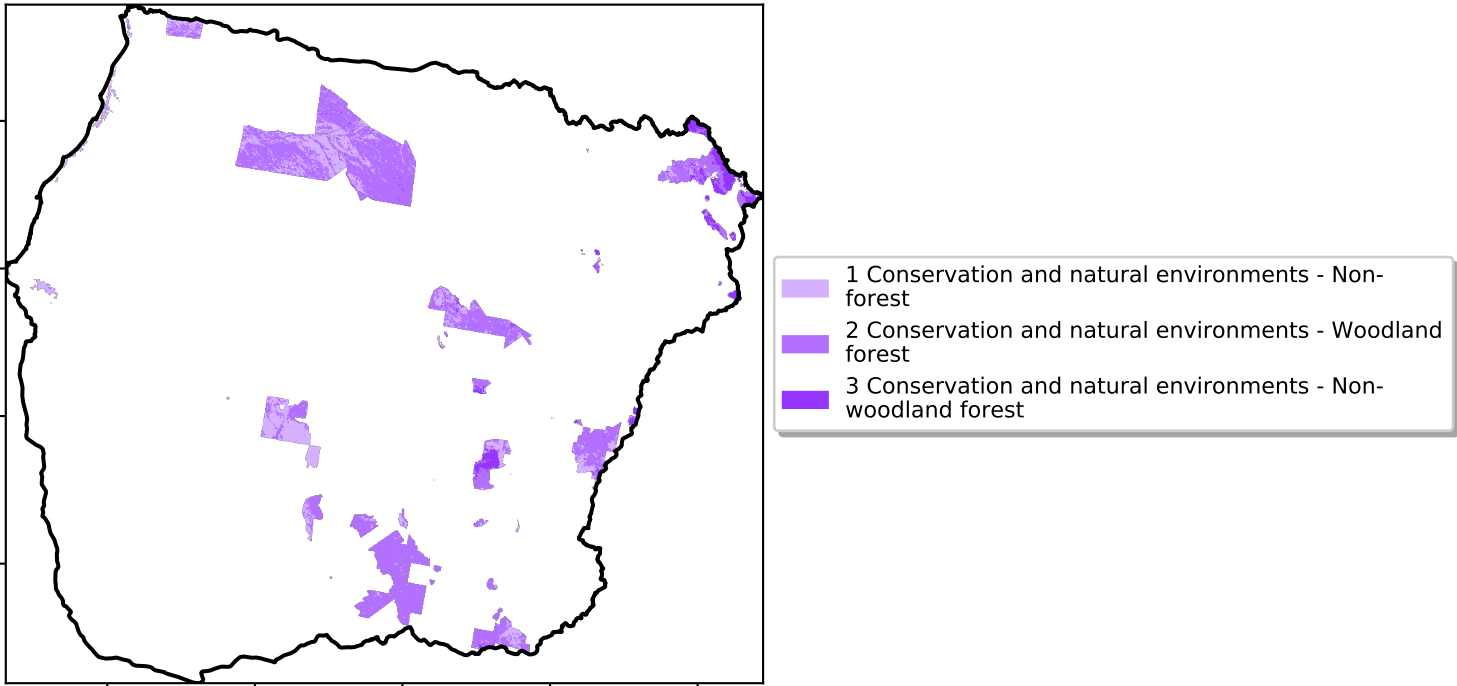 1 Conservation and natural environments - Non-
forest
2 Conservation and natural environments - Woodland
forest
3 Conservation and natural environments - Non-
woodland forest